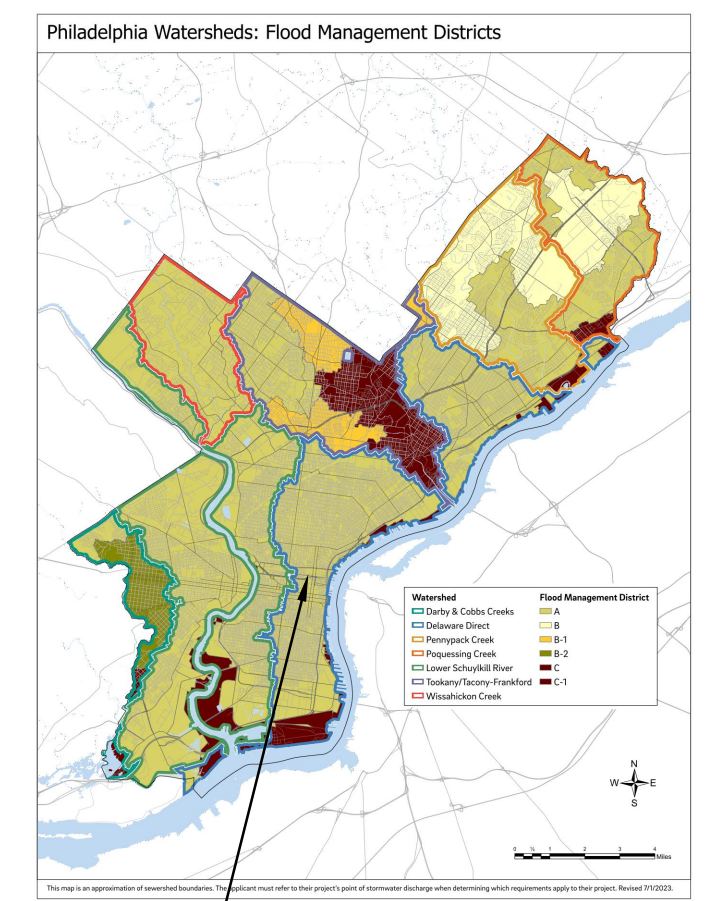 Philadelphia Watersheds: Flood Management Districts
Watershed
Darby & Cobbs Creeks
Delaware Direct
Pennypack Creek
Poquessing Creek
Lower Schuylkill River
Tookany/Tacony-Frankford
Wissahickon Creek
Flood Management District
A
B
B-1
B-2
C
C-1
N
W E
S
0 ½ 1 2 3 4
Miles
This map is an approximation of sewershed boundaries. The applicant must refer to their project's point of stormwater discharge when determining which requirements apply to their project. Revised 7/1/2023.